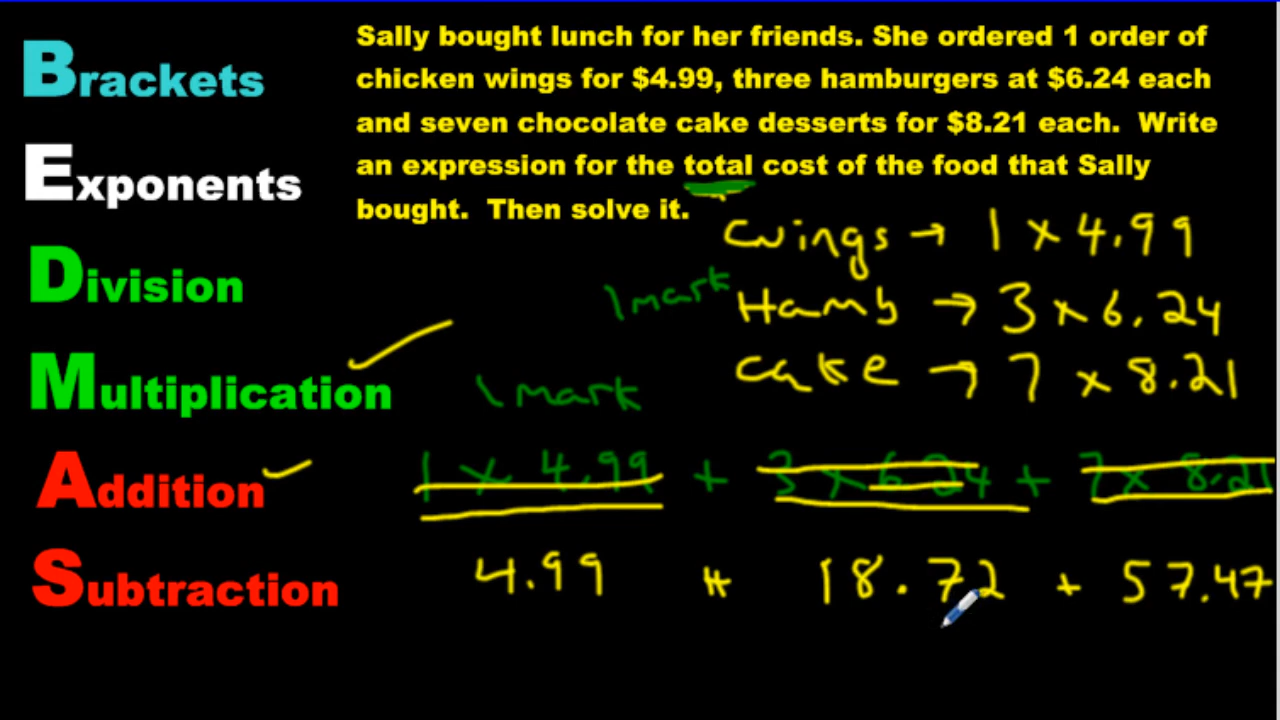 Brackets
Exponents
Division
Multiplication
Addition
Subtraction
Sally bought lunch for her friends. She ordered 1 order of
chicken wings for $4.99, three hamburgers at $6.24 each
and seven chocolate cake desserts for $8.21 each. Write
an expression for the total cost of the food that Sally
bought. Then solve it.
wings → 1 × 4.99
1 mark Hamb → 3 × 6.24
cake → 7 × 8.21
1 mark
1 × 4.99 + 3 × 6.24 + 7 × 8.21
4.99 + 18.72 + 57.47